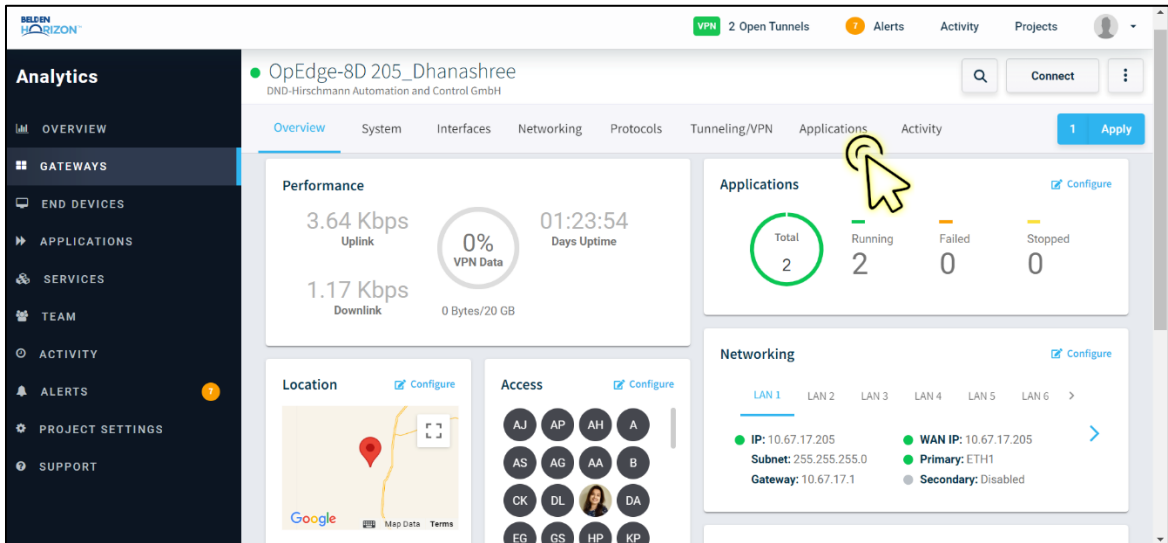 BELDEN
HORIZON™
VPN 2 Open Tunnels 7 Alerts Activity Projects
Analytics
OVERVIEW
GATEWAYS
END DEVICES
APPLICATIONS
SERVICES
TEAM
ACTIVITY
ALERTS 7
PROJECT SETTINGS
SUPPORT
OpEdge-8D 205_Dhanashree
DND-Hirschmann Automation and Control GmbH
Connect
Overview System Interfaces Networking Protocols Tunneling/VPN Applications Activity 1 Apply
Performance
3.64 Kbps
Uplink
1.17 Kbps
Downlink
0%
VPN Data
0 Bytes/20 GB
01:23:54
Days Uptime
Applications Configure
Total
2
Running
2
Failed
0
Stopped
0
Location Configure
Google Map Data Terms
Access Configure
AJ AP AH A
AS AG AA B
CK DL DA
EG GS HP KP
Networking Configure
LAN 1 LAN 2 LAN 3 LAN 4 LAN 5 LAN 6 >
IP: 10.67.17.205
Subnet: 255.255.255.0
Gateway: 10.67.17.1
WAN IP: 10.67.17.205
Primary: ETH1
Secondary: Disabled